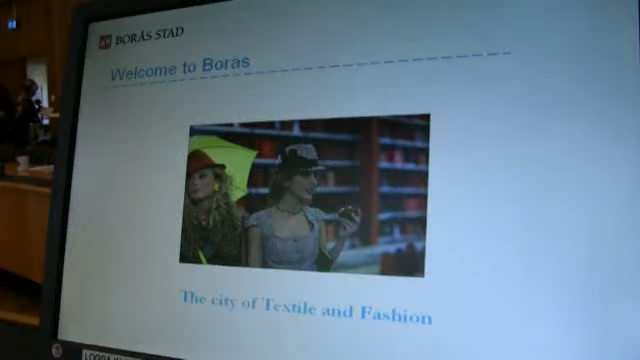 BORÅS STAD
Welcome to Borås
The city of Textile and Fashion